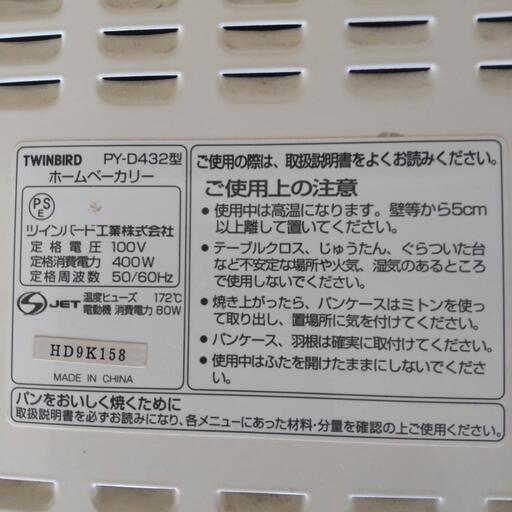 TWINBIRD PY-D432型
ホームベーカリー
PS
E
ツインバード工業株式会社
定格電圧 100V
定格消費電力 400W
定格周波数 50/60Hz
JET 温度ヒューズ 172℃
電動機 消費電力 80W
HD9K158
MADE IN CHINA
ご使用の際は、取扱説明書をよくお読みください。
ご使用上の注意
●使用中は高温になります。壁等から5cm
以上離して置いてください。
●テーブルクロス、じゅうたん、ぐらついた台
など不安定な場所や火気、湿気のあるところ
で使用しないでください。
●焼き上がったら、パンケースはミトンを使っ
て取り出し、置場所に気を付けてください。
●パンケース、羽根は確実に取付けてください。
●使用中はふたを開けたままにしないでくだ
さい。
パンをおいしく焼くために
取扱説明書を必ずお読みになり、各メニューにあった材料・分量を確認の上ご使用ください。